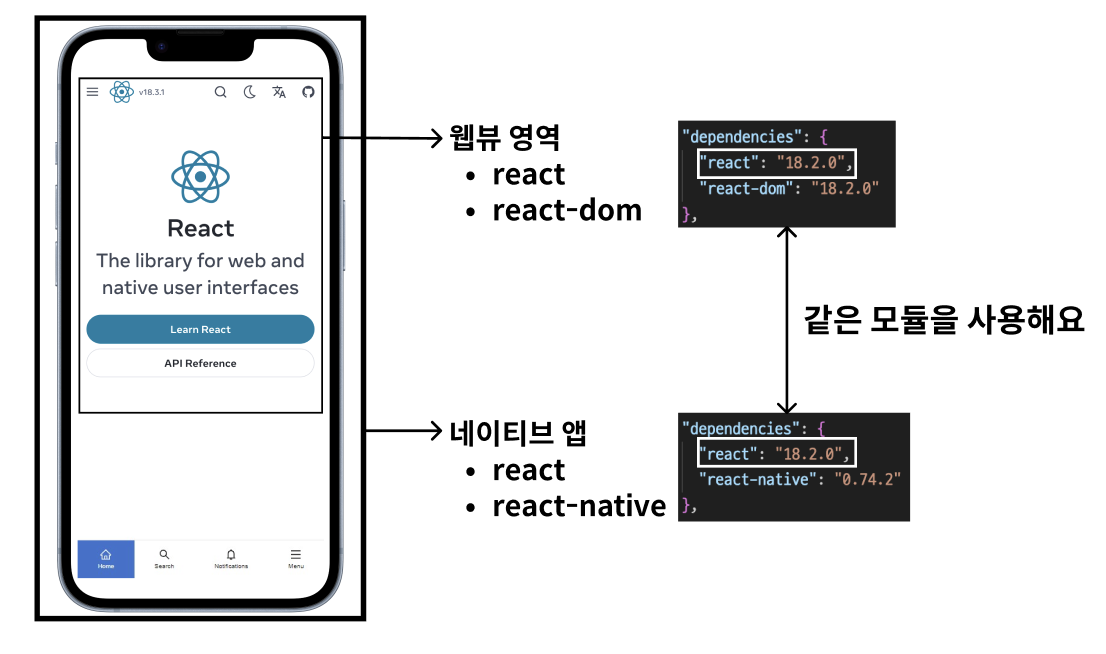 v18.3.1
React
The library for web and
native user interfaces
Learn React
API Reference
Home
Search
Notifications
Menu
웹뷰 영역
• react
• react-dom
"dependencies": {
"react": "18.2.0",
"react-dom": "18.2.0"
},
같은 모듈을 사용해요
네이티브 앱
• react
• react-native
"dependencies": {
"react": "18.2.0",
"react-native": "0.74.2"
},